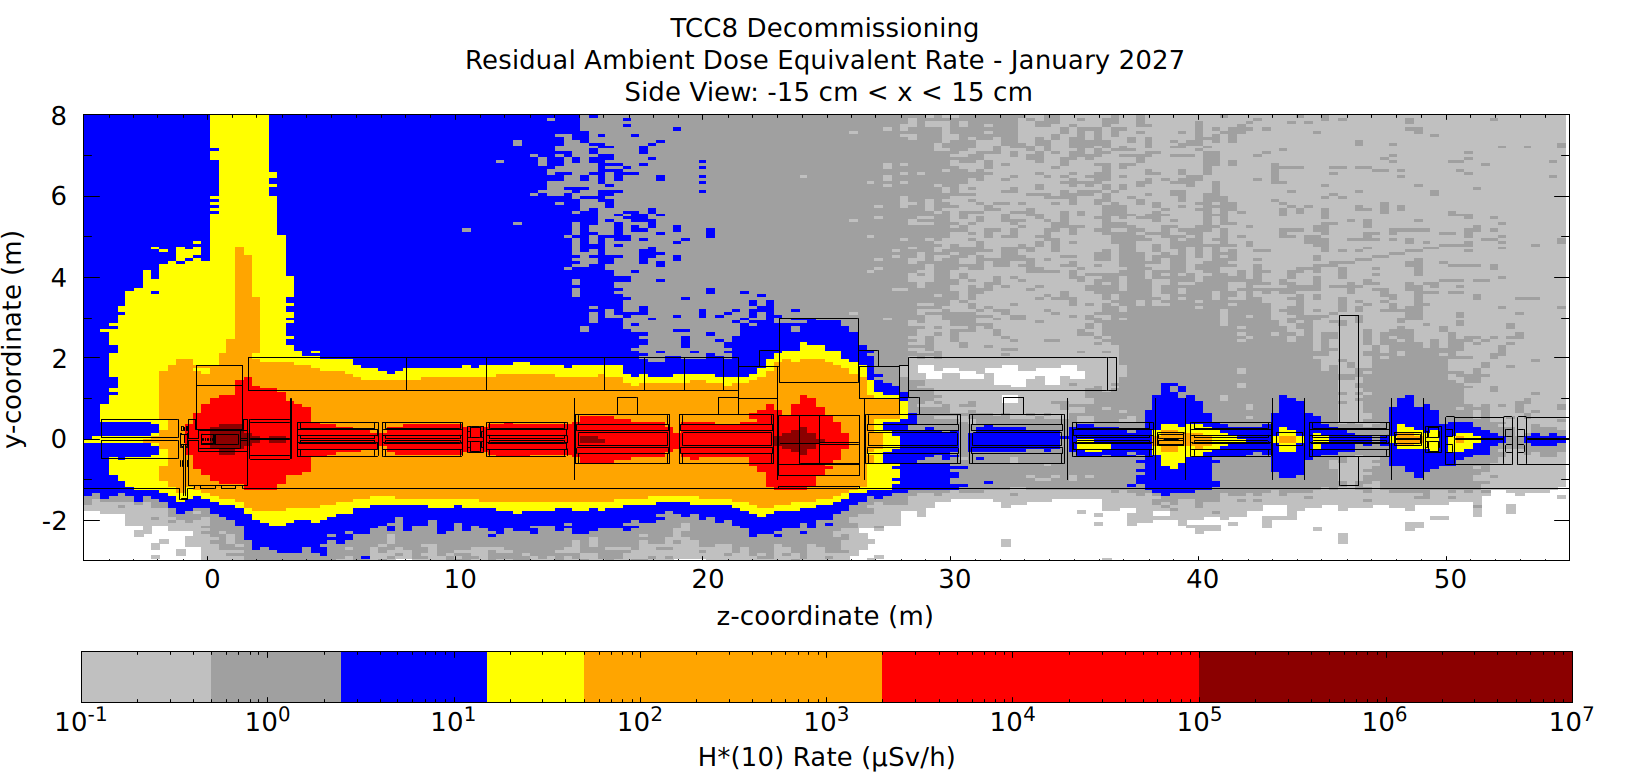 TCC8 Decommissioning
Residual Ambient Dose Equivalent Rate - January 2027
Side View: -15 cm < x < 15 cm
y-coordinate (m)
8
6
4
2
0
-2
0 10 20 30 40 50
z-coordinate (m)
10⁻¹ 10⁰ 10¹ 10² 10³ 10⁴ 10⁵ 10⁶ 10⁷
H*(10) Rate (µSv/h)